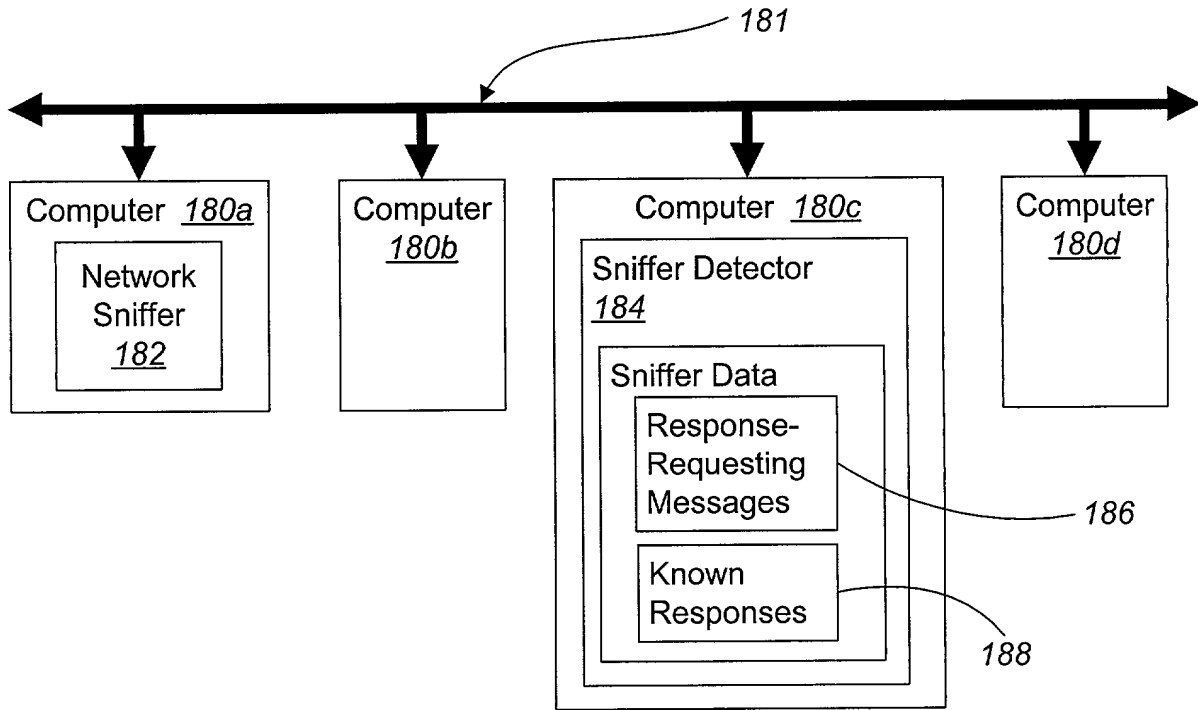 181
Computer 180a
Network
Sniffer
182
Computer
180b
Computer 180c
Sniffer Detector
184
Sniffer Data
Response-
Requesting
Messages
186
Known
Responses
188
Computer
180d